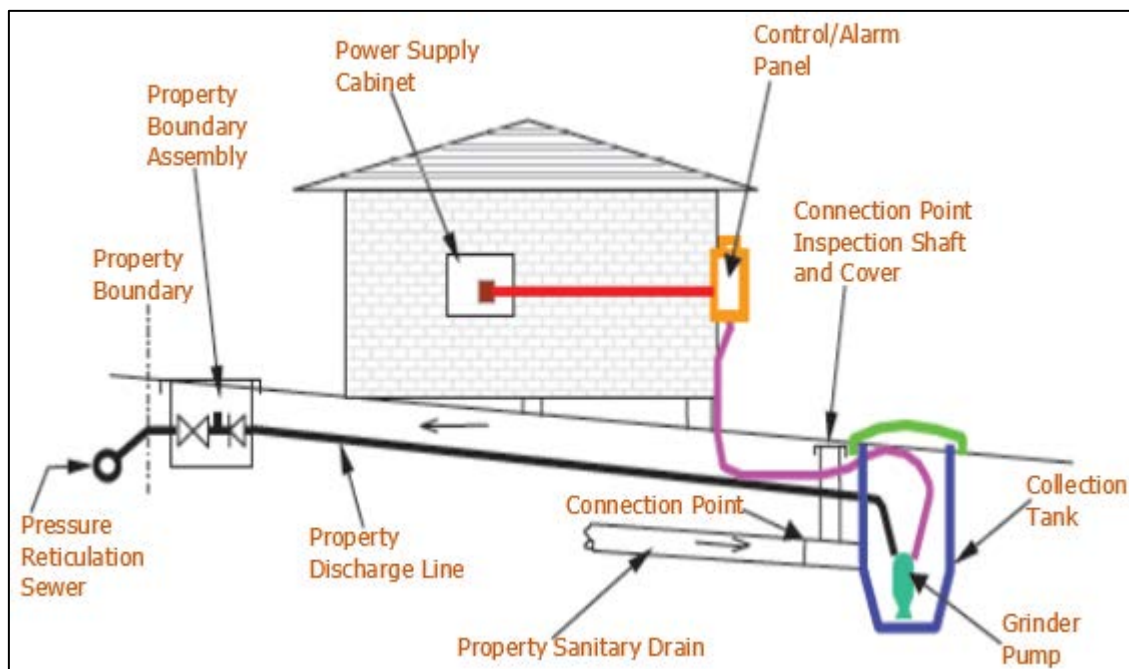 Power Supply
Cabinet
Control/Alarm
Panel
Property
Boundary
Assembly
Connection Point
Inspection Shaft
and Cover
Property
Boundary
Pressure
Reticulation
Sewer
Property
Discharge Line
Connection Point
Collection
Tank
Property Sanitary Drain
Grinder
Pump